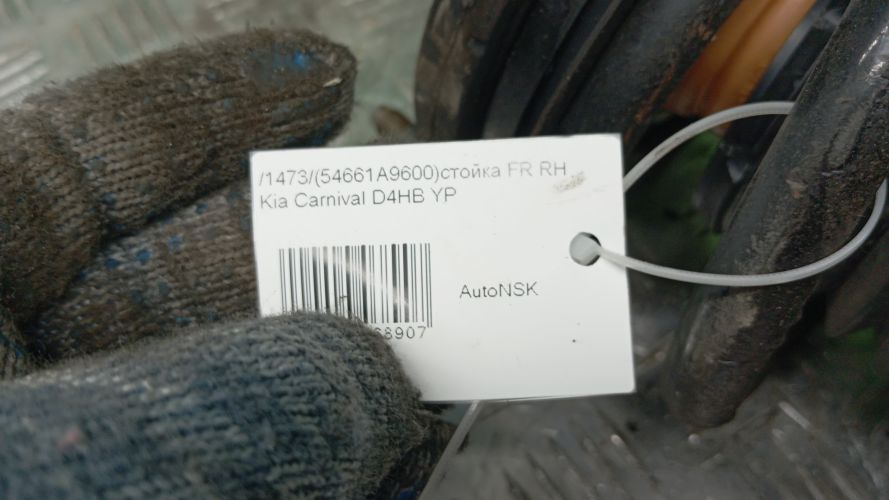 /1473/(54661A9600)стойка FR RH
Kia Carnival D4HB YP
AutoNSK
68907